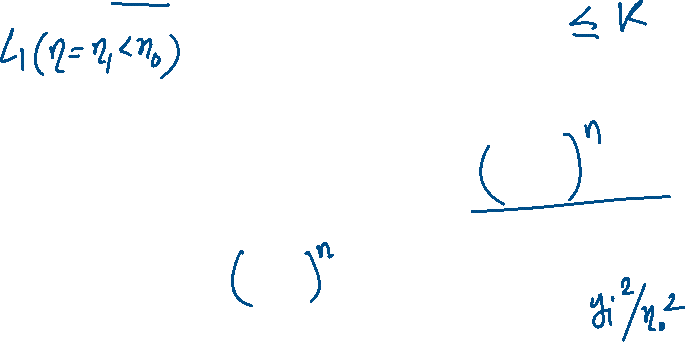 ≤ K
L₁(η = η₁ < η₀)
( )ⁿ
( )ⁿ
yᵢ²/η₀²